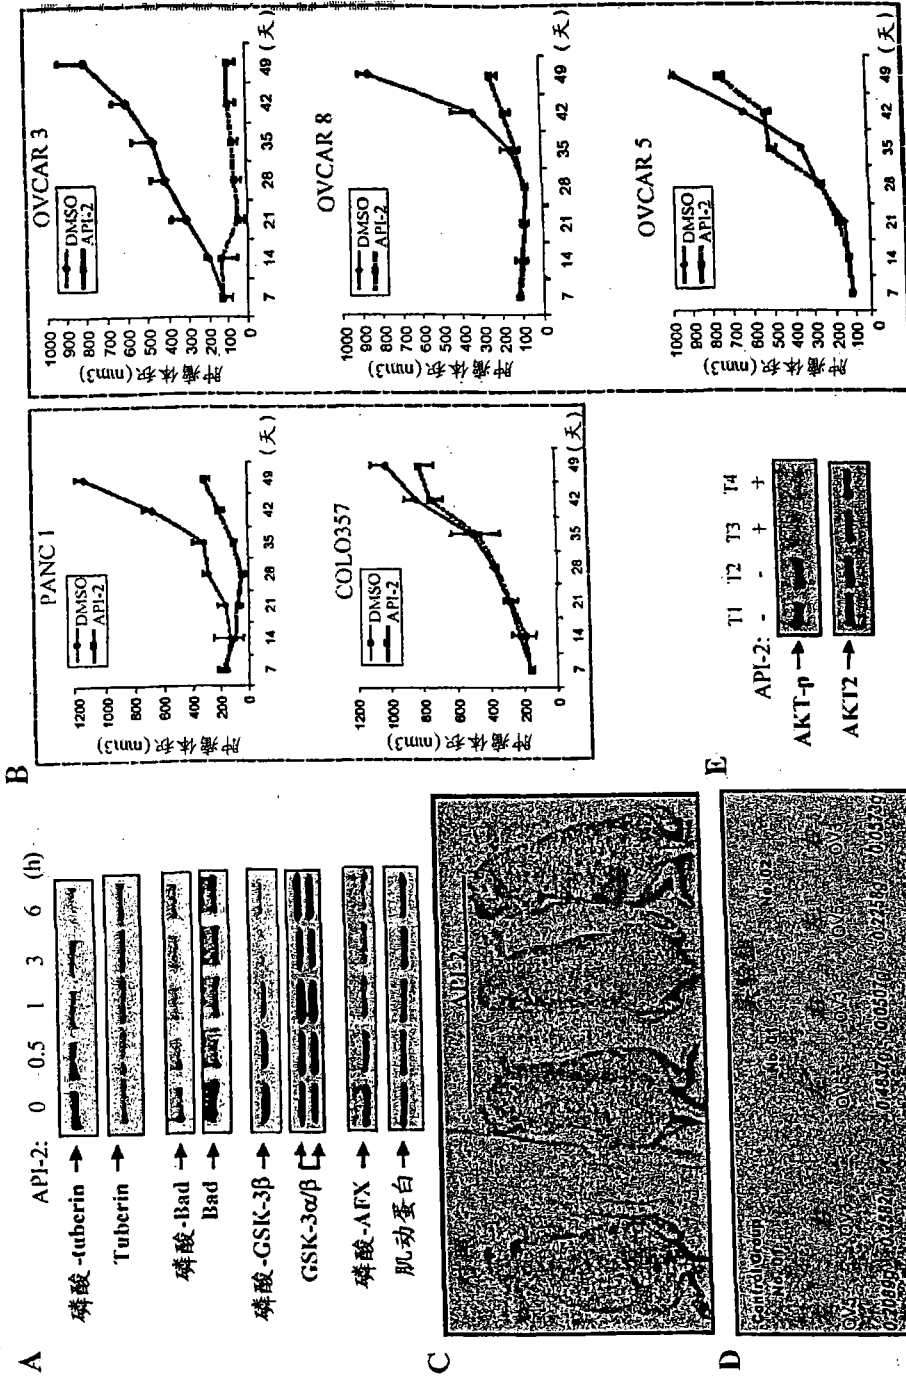 A
API-2: 0 0.5 1 3 6 (h)
磷酸-tuberin
Tuberin
磷酸-Bad
Bad
磷酸-GSK-3β
GSK-3α/β
磷酸-AFX
肌动蛋白
B
PANC 1
DMSO
API-2
肿瘤体积(mm3)
1200
1000
800
600
400
200
0
7 14 21 28 35 42 49 (天)
COLO357
DMSO
API-2
肿瘤体积(mm3)
1000
800
600
400
200
0
7 14 21 28 35 42 49 (天)
OVCAR 3
DMSO
API-2
肿瘤体积(mm3)
1000
900
800
700
600
500
400
300
200
100
0
7 14 21 28 35 42 49 (天)
OVCAR 8
DMSO
API-2
肿瘤体积(mm3)
1000
900
800
700
600
500
400
300
200
100
0
7 14 21 28 35 42 49 (天)
OVCAR 5
DMSO
API-2
肿瘤体积(mm3)
1000
900
800
700
600
500
400
300
200
100
0
7 14 21 28 35 42 49 (天)
C
API-2
D
Control Group
No. 01 No. 02
OV3 OV3 OV3
E
T1 T2 T3 T4
API-2: - - + +
AKT-p
AKT2